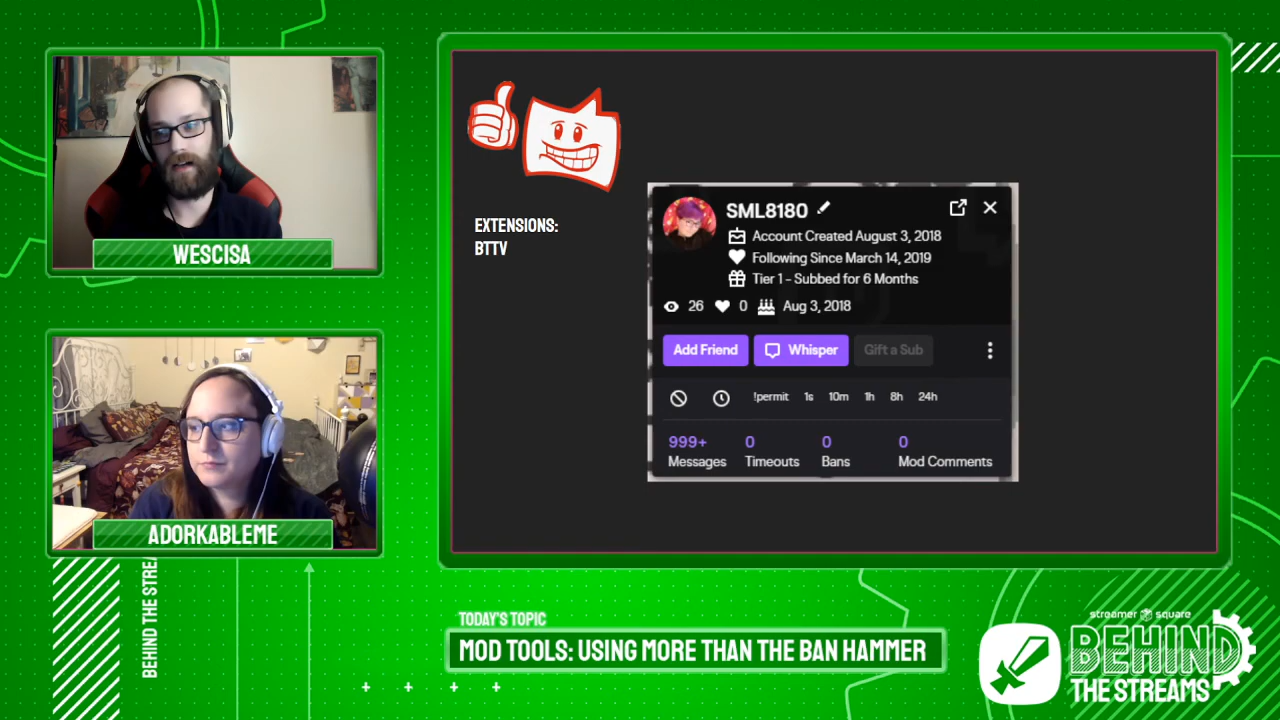 WESCISA
ADORKABLEME
BEHIND THE STREA
EXTENSIONS:
BTTV
SML8180
Account Created August 3, 2018
Following Since March 14, 2019
Tier 1 - Subbed for 6 Months
26 0 Aug 3, 2018
Add Friend Whisper Gift a Sub
!permit 1s 10m 1h 8h 24h
999+ 0 0 0
Messages Timeouts Bans Mod Comments
TODAY'S TOPIC
MOD TOOLS: USING MORE THAN THE BAN HAMMER
streamer square
BEHIND
THE STREAMS